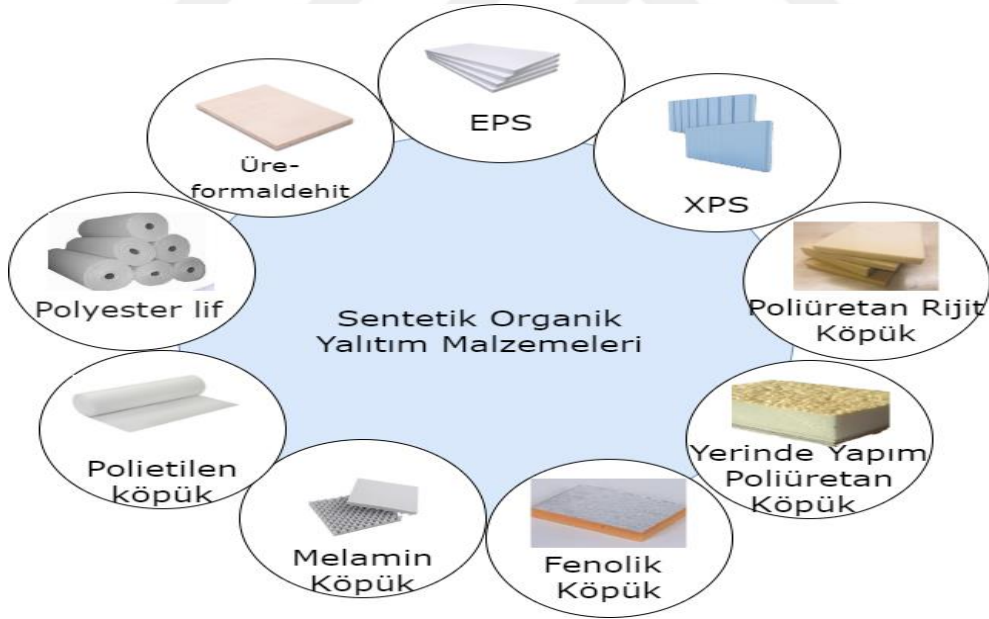 EPS
XPS
Poliüretan Rijit
Köpük
Yerinde Yapım
Poliüretan
Köpük
Fenolik
Köpük
Melamin
Köpük
Polietilen
köpük
Polyester lif
Üre-
formaldehit
Sentetik Organik
Yalıtım Malzemeleri